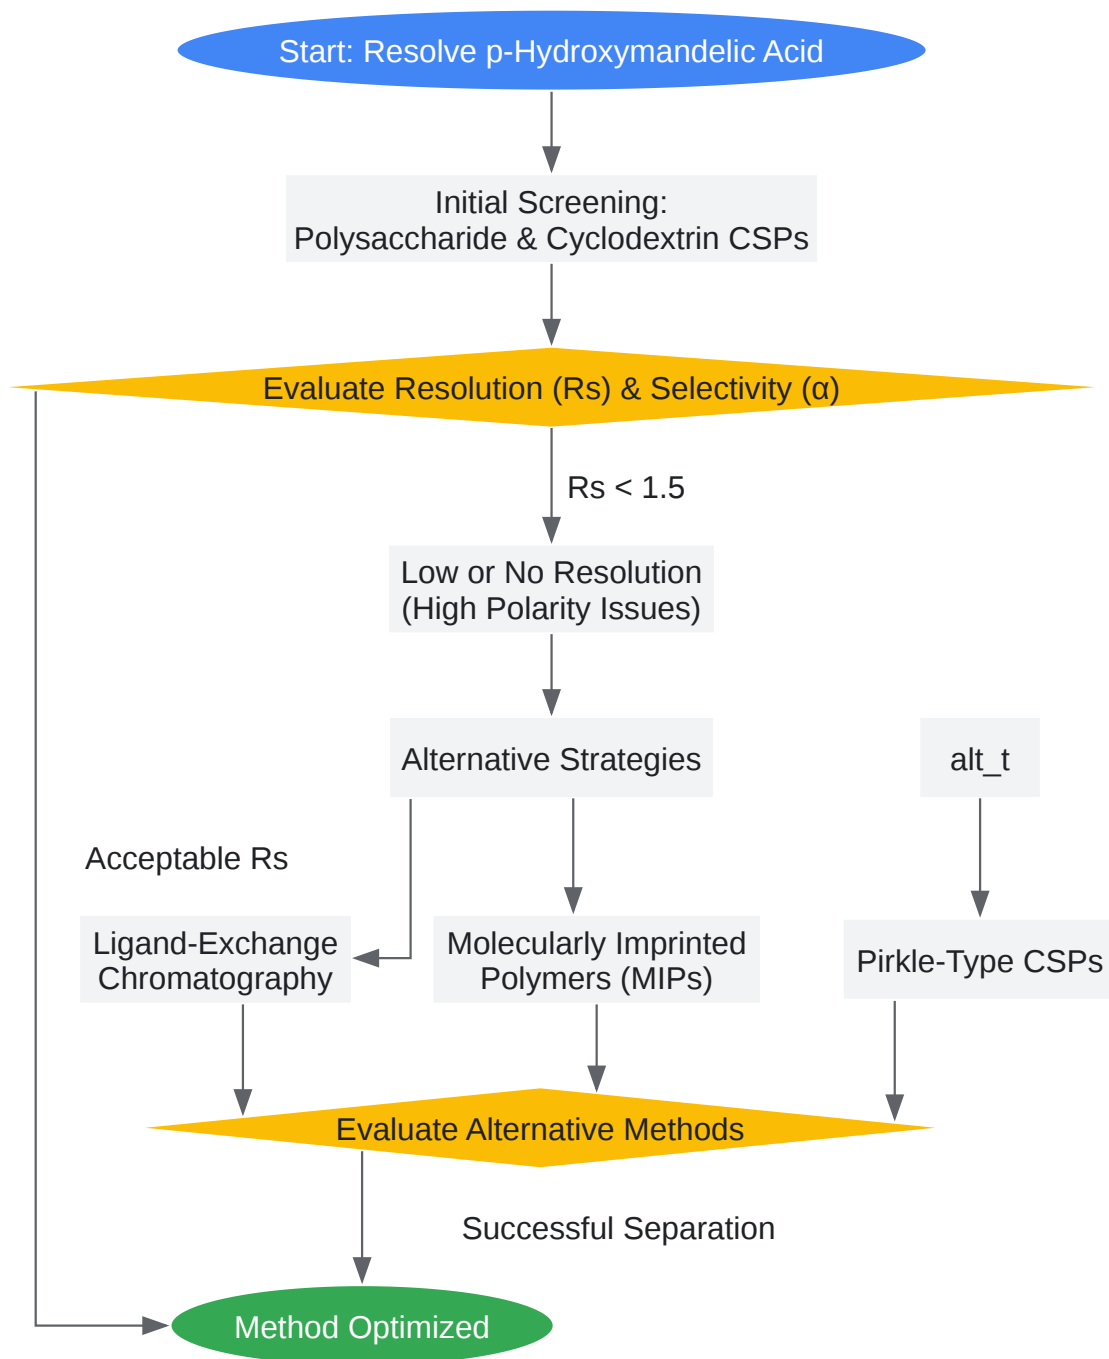 Start: Resolve p-Hydroxymandelic Acid
Initial Screening:
Polysaccharide & Cyclodextrin CSPs
Evaluate Resolution (Rs) & Selectivity (α)
Rs < 1.5
Low or No Resolution
(High Polarity Issues)
Alternative Strategies
alt_t
Acceptable Rs
Ligand-Exchange
Chromatography
Molecularly Imprinted
Polymers (MIPs)
Pirkle-Type CSPs
Evaluate Alternative Methods
Successful Separation
Method Optimized